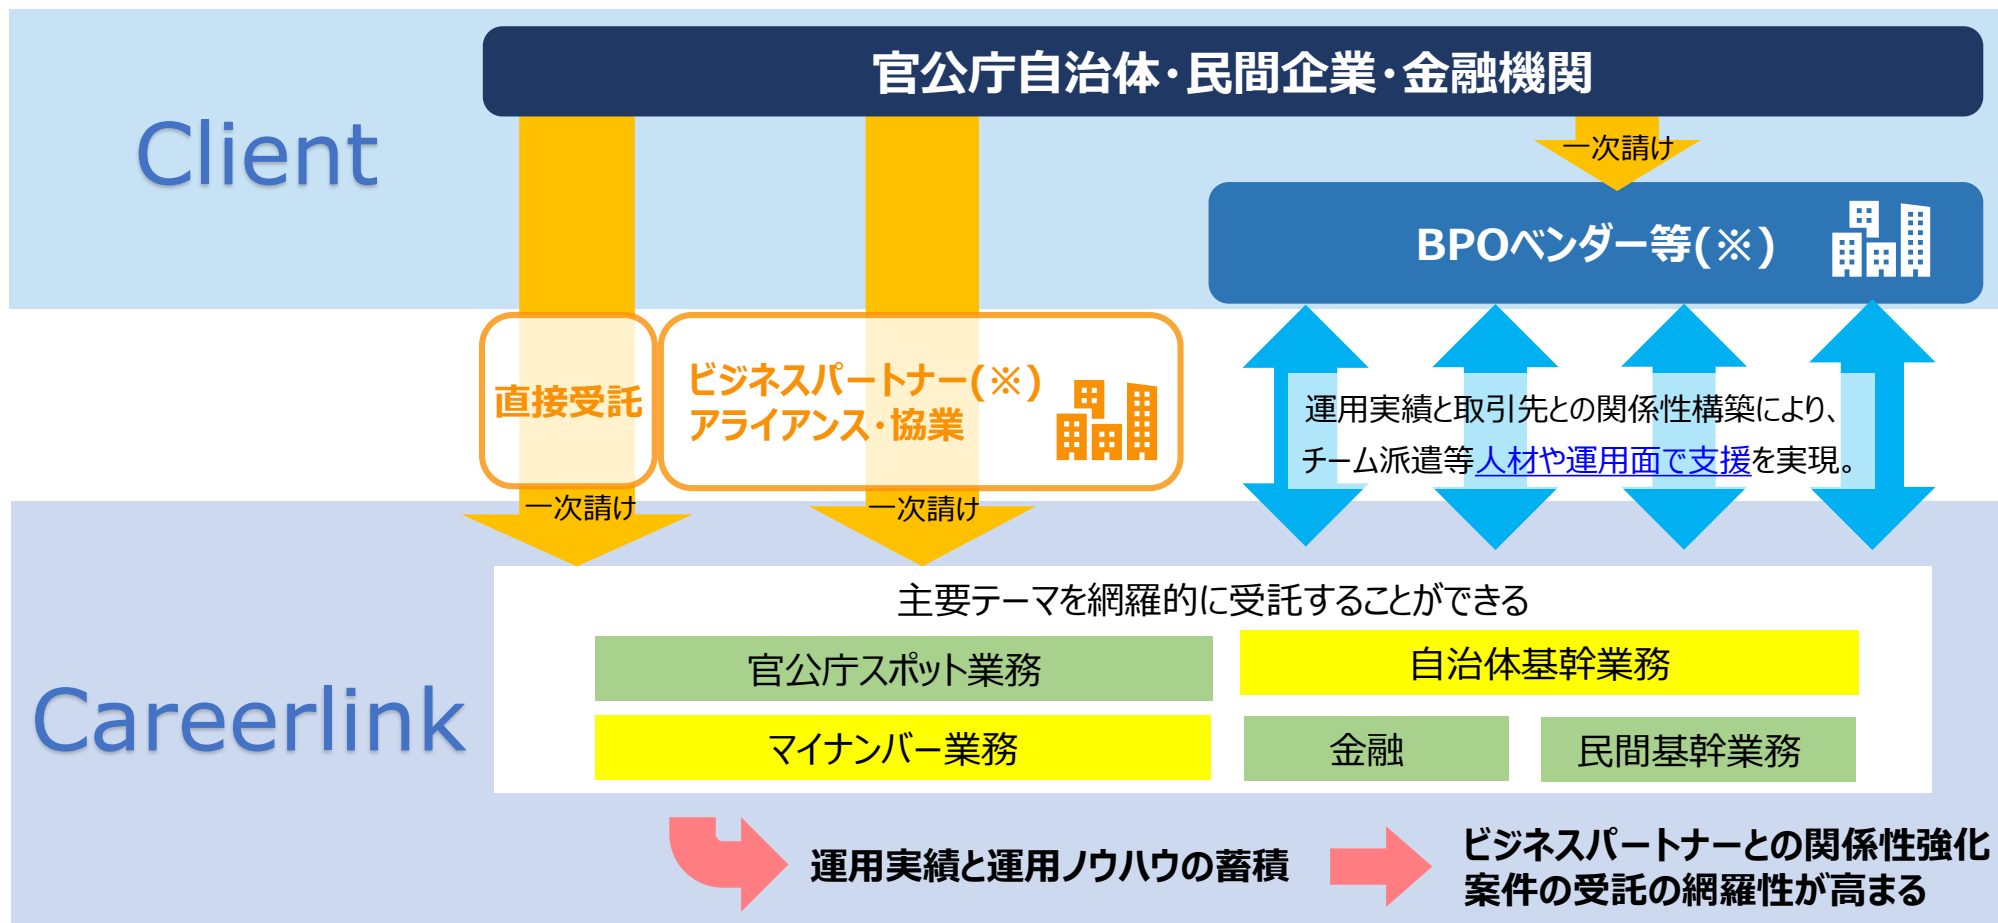 官公庁自治体・民間企業・金融機関
Client
一次請け
BPOベンダー等(※)
直接受託
ビジネスパートナー(※)
アライアンス・協業
運用実績と取引先との関係性構築により、
チーム派遣等人材や運用面で支援を実現。
一次請け
一次請け
主要テーマを網羅的に受託することができる
官公庁スポット業務
自治体基幹業務
Careerlink
マイナンバー業務
金融
民間基幹業務
運用実績と運用ノウハウの蓄積
ビジネスパートナーとの関係性強化
案件の受託の網羅性が高まる